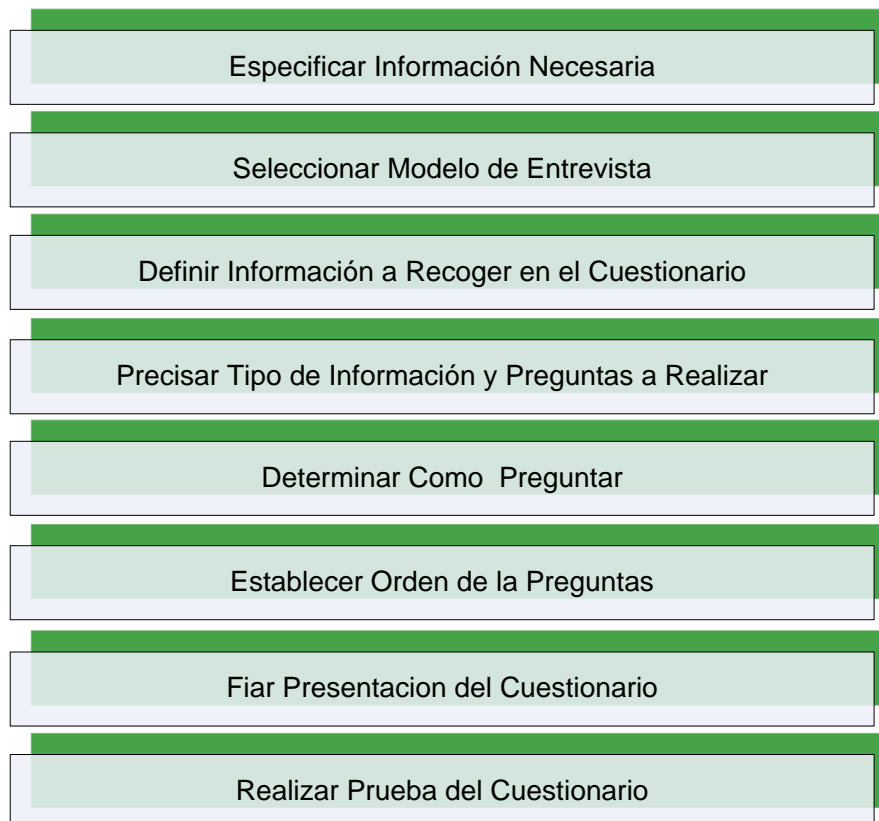 Especificar Información Necesaria
Seleccionar Modelo de Entrevista
Definir Información a Recoger en el Cuestionario
Precisar Tipo de Información y Preguntas a Realizar
Determinar Como  Preguntar
Establecer Orden de la Preguntas
Fiar Presentacion del Cuestionario
Realizar Prueba del Cuestionario